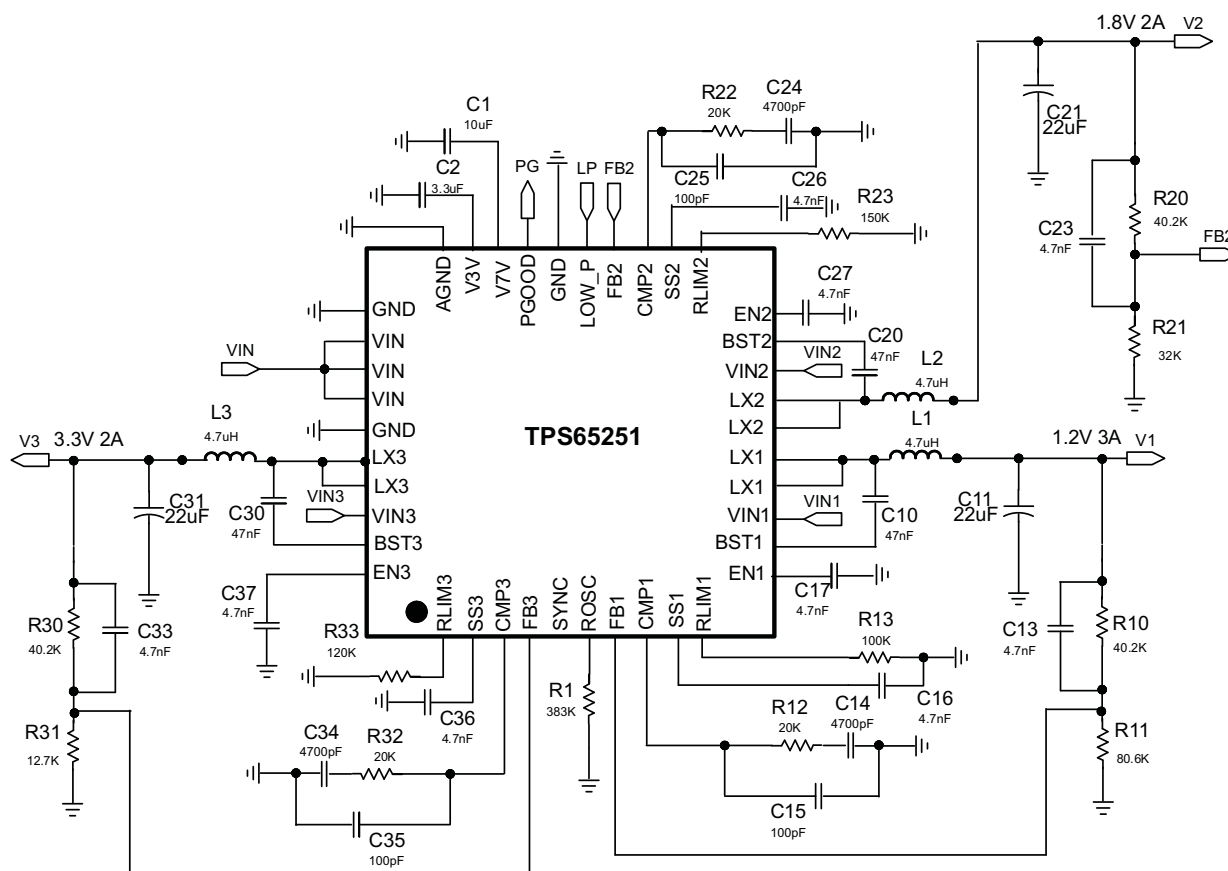 1.8V 2A
V2
C21
22uF
R20
40.2K
C23
4.7nF
FB2
R21
32K
C1
10uF
C2
3.3uF
PG
LP
FB2
R22
20K
C24
4700pF
C25
100pF
C26
4.7nF
R23
150K
AGND
V3V
V7V
PGOOD
GND
LOW_P
FB2
CMP2
SS2
RLIM2
GND
VIN
VIN
VIN
VIN
GND
LX3
LX3
VIN3
VIN3
BST3
EN3
TPS65251
EN2
BST2
VIN2
VIN2
LX2
LX2
LX1
LX1
VIN1
VIN1
BST1
EN1
C27
4.7nF
C20
47nF
L2
4.7uH
L1
4.7uH
1.2V 3A
V1
C10
47nF
C11
22uF
C17
4.7nF
C13
4.7nF
R10
40.2K
R11
80.6K
V3
3.3V 2A
L3
4.7uH
C31
22uF
C30
47nF
C37
4.7nF
R30
40.2K
C33
4.7nF
R31
12.7K
RLIM3
SS3
CMP3
FB3
SYNC
ROSC
FB1
CMP1
SS1
RLIM1
R33
120K
C36
4.7nF
C34
4700pF
R32
20K
C35
100pF
R1
383K
R13
100K
C16
4.7nF
R12
20K
C14
4700pF
C15
100pF